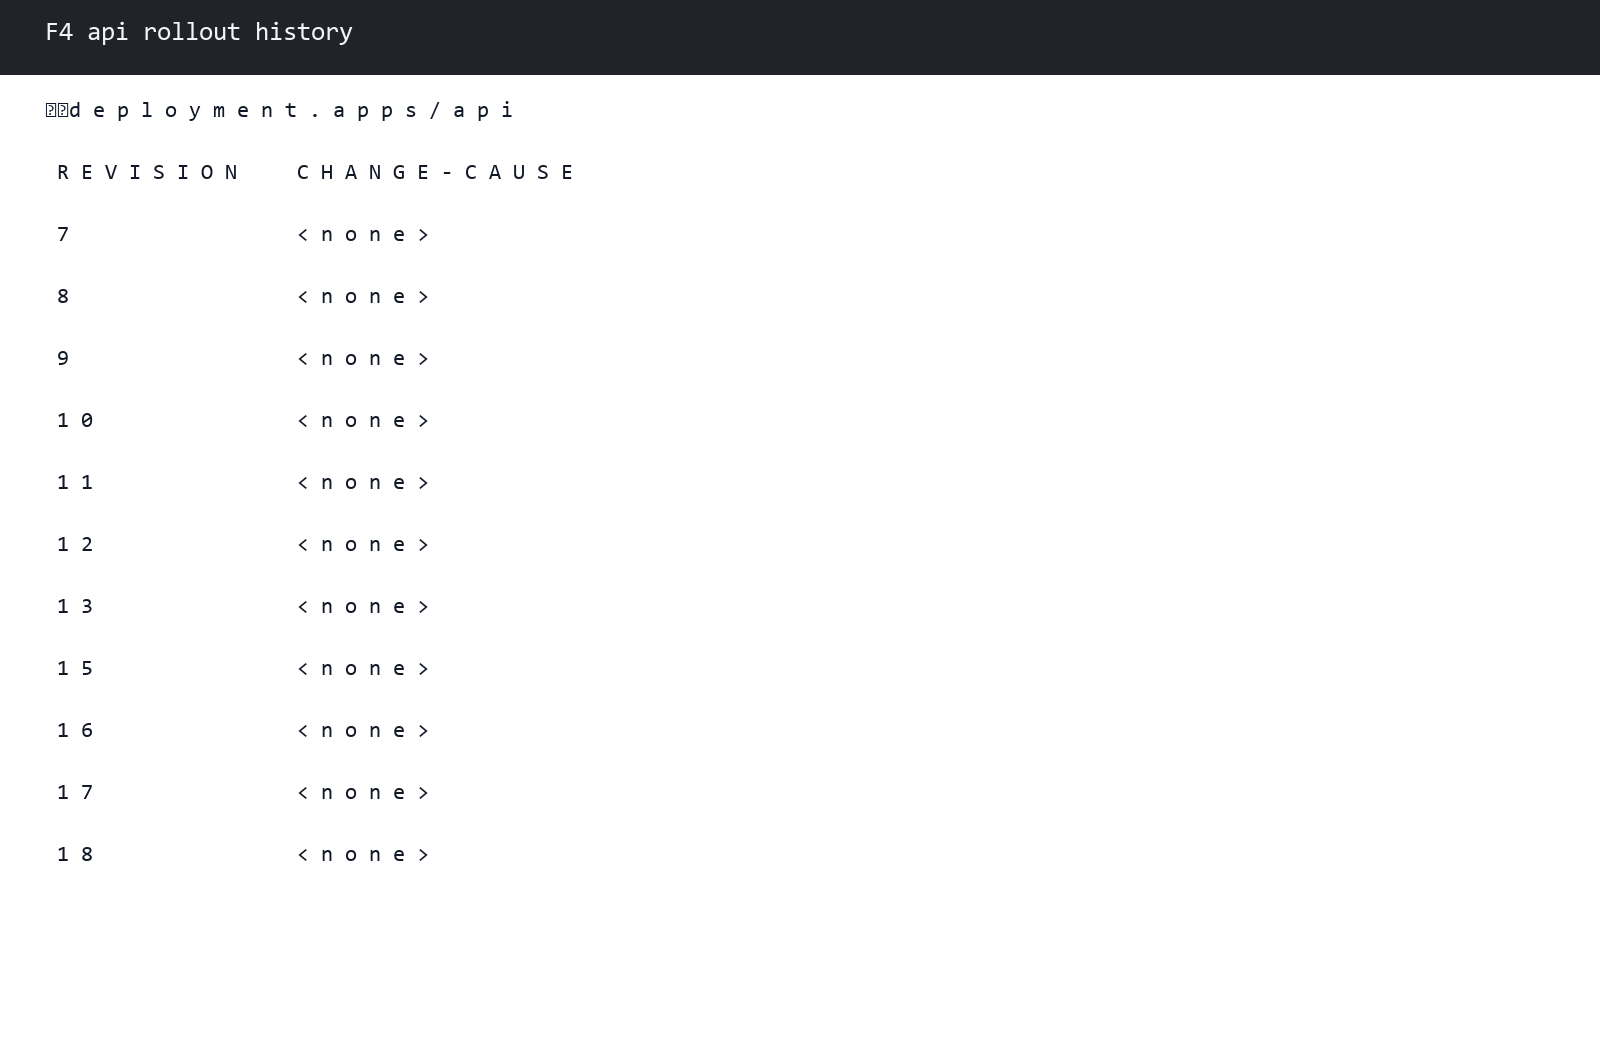 F4 api rollout history
deployment.apps/api
REVISION  CHANGE-CAUSE
7         <none>
8         <none>
9         <none>
10        <none>
11        <none>
12        <none>
13        <none>
15        <none>
16        <none>
17        <none>
18        <none>